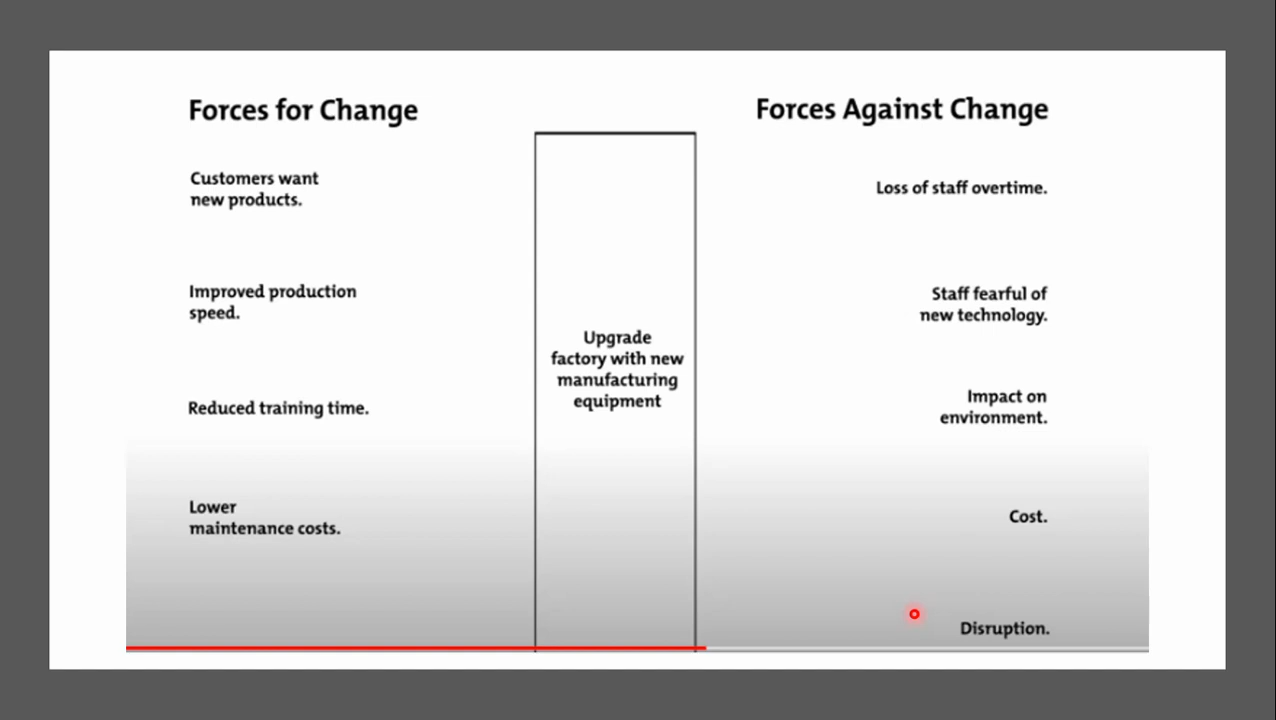 Forces for Change
Forces Against Change
Customers want
new products.
Loss of staff overtime.
Improved production
speed.
Staff fearful of
new technology.
Upgrade
factory with new
manufacturing
equipment
Reduced training time.
Impact on
environment.
Lower
maintenance costs.
Cost.
Disruption.